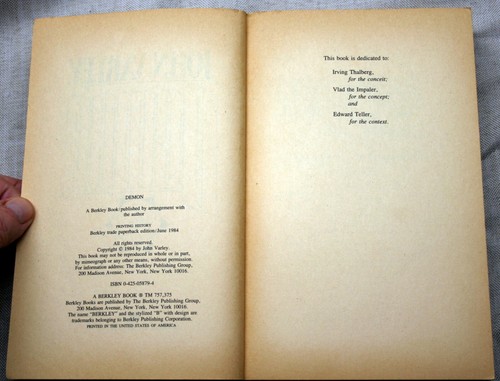 DEMON
A Berkley Book/published by arrangement with
the author
PRINTING HISTORY
Berkley trade paperback edition/June 1984
All rights reserved.
Copyright © 1984 by John Varley.
This book may not be reproduced in whole or in part,
by mimeograph or any other means, without permission.
For information address: The Berkley Publishing Group,
200 Madison Avenue, New York, New York 10016.
ISBN 0-425-05879-4
A BERKLEY BOOK ® TM 757,375
Berkley Books are published by The Berkley Publishing Group,
200 Madison Avenue, New York, New York 10016.
The name "BERKLEY" and the stylized "B" with design are
trademarks belonging to Berkley Publishing Corporation.
PRINTED IN THE UNITED STATES OF AMERICA
This book is dedicated to:
Irving Thalberg,
for the conceit;
Vlad the Impaler,
for the concept;
and
Edward Teller,
for the context.